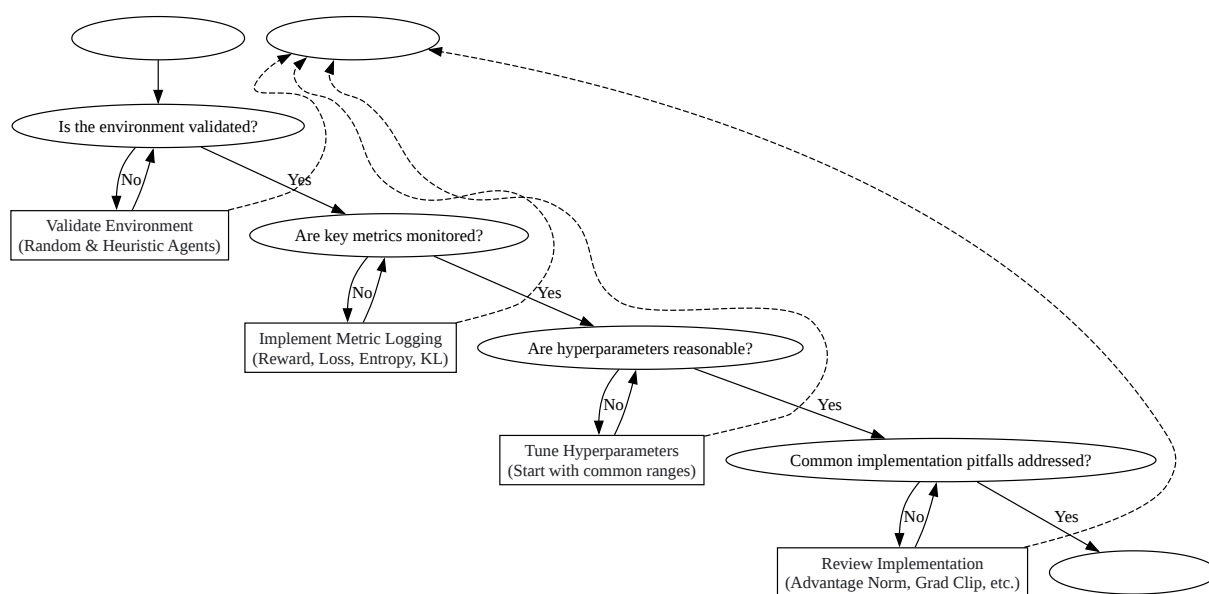 Is the environment validated?
No
Yes
Validate Environment
(Random & Heuristic Agents)
Are key metrics monitored?
No
Yes
Implement Metric Logging
(Reward, Loss, Entropy, KL)
Are hyperparameters reasonable?
No
Yes
Tune Hyperparameters
(Start with common ranges)
Common implementation pitfalls addressed?
No
Yes
Review Implementation
(Advantage Norm, Grad Clip, etc.)